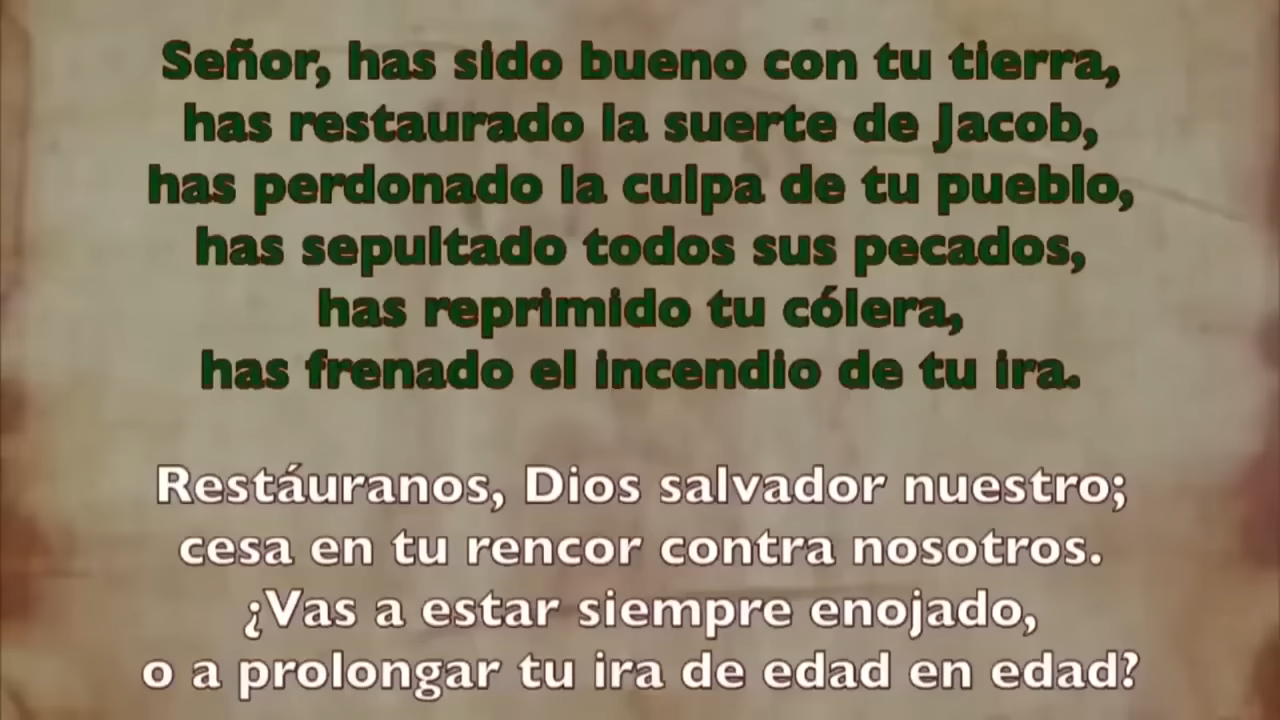 Señor, has sido bueno con tu tierra,
has restaurado la suerte de Jacob,
has perdonado la culpa de tu pueblo,
has sepultado todos sus pecados,
has reprimido tu cólera,
has frenado el incendio de tu ira.
Restáuranos, Dios salvador nuestro;
cesa en tu rencor contra nosotros.
¿Vas a estar siempre enojado,
o a prolongar tu ira de edad en edad?